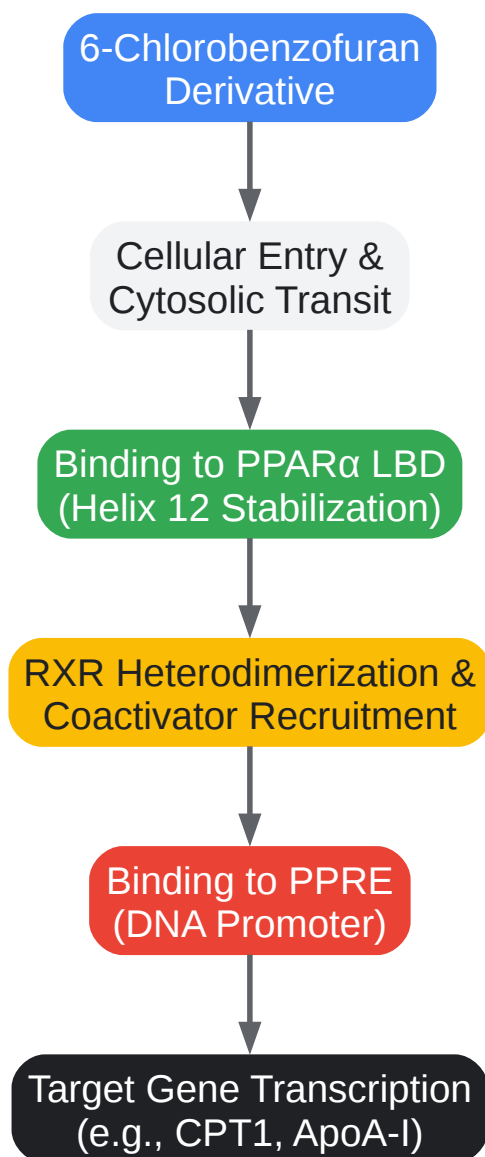 6-Chlorobenzofuran
Derivative
Cellular Entry &
Cytosolic Transit
Binding to PPARα LBD
(Helix 12 Stabilization)
RXR Heterodimerization &
Coactivator Recruitment
Binding to PPRE
(DNA Promoter)
Target Gene Transcription
(e.g., CPT1, ApoA-I)